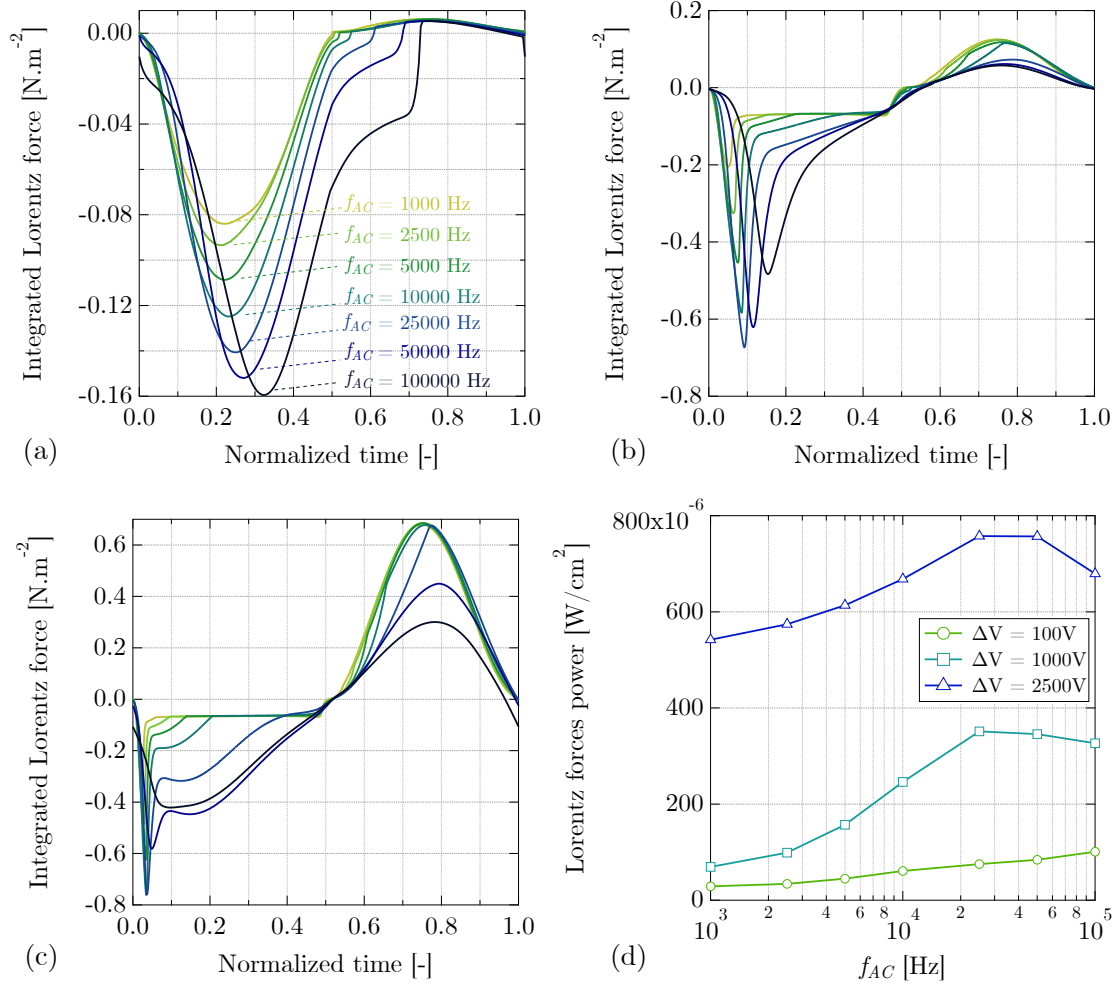 Integrated Lorentz force [N.m-2]
0.00
-0.04
-0.08
-0.12
-0.16
0.0 0.2 0.4 0.6 0.8 1.0
Normalized time [-]
fAC = 1000 Hz
fAC = 2500 Hz
fAC = 5000 Hz
fAC = 10000 Hz
fAC = 25000 Hz
fAC = 50000 Hz
fAC = 100000 Hz
(a)
Integrated Lorentz force [N.m-2]
0.2
0.0
-0.2
-0.4
-0.6
-0.8
0.0 0.2 0.4 0.6 0.8 1.0
Normalized time [-]
(b)
Integrated Lorentz force [N.m-2]
0.6
0.4
0.2
0.0
-0.2
-0.4
-0.6
-0.8
0.0 0.2 0.4 0.6 0.8 1.0
Normalized time [-]
(c)
Lorentz forces power [W/cm2]
800x10-6
600
400
200
0
ΔV = 100V
ΔV = 1000V
ΔV = 2500V
103 2 4 6 8 104 2 4 6 8 105
fAC [Hz]
(d)